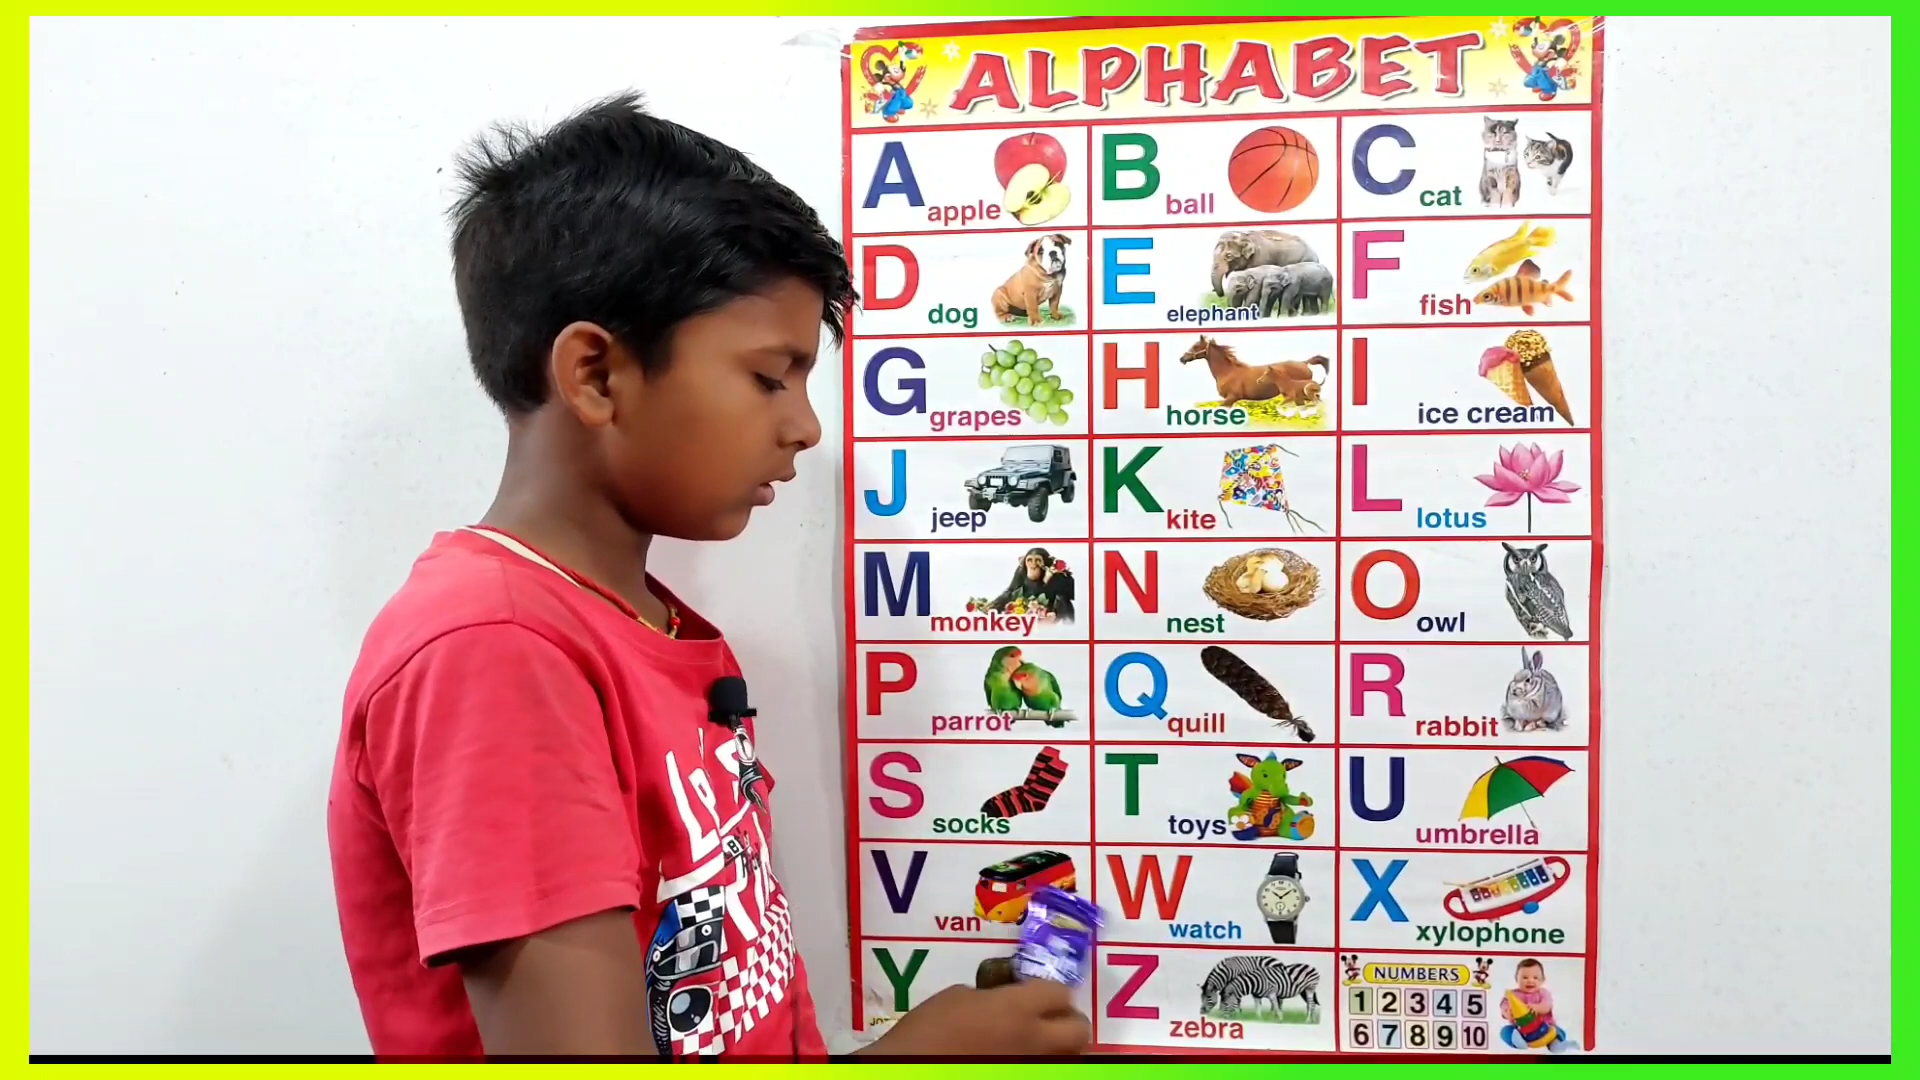 ALPHABET
A apple
B ball
C cat
D dog
E elephant
F fish
G grapes
H horse
I ice cream
J jeep
K kite
L lotus
M monkey
N nest
O owl
P parrot
Q quill
R rabbit
S socks
T toys
U umbrella
V van
W watch
X xylophone
Y
Z zebra
NUMBERS
1 2 3 4 5
6 7 8 9 10